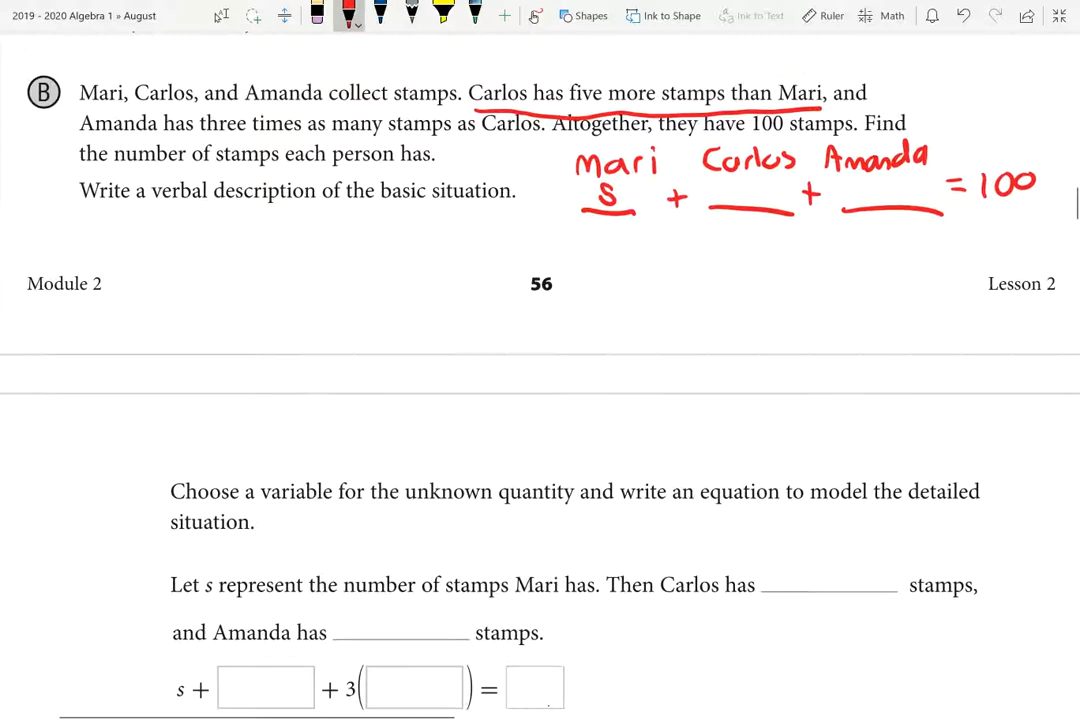 2019 - 2020 Algebra 1 » August Shapes Ink to Shape Ink to Text Ruler Math
B Mari, Carlos, and Amanda collect stamps. Carlos has five more stamps than Mari, and
Amanda has three times as many stamps as Carlos. Altogether, they have 100 stamps. Find
the number of stamps each person has.
Mari Carlos Amanda
Write a verbal description of the basic situation.
s + ___ + ___ = 100
Module 2 56 Lesson 2
Choose a variable for the unknown quantity and write an equation to model the detailed
situation.
Let s represent the number of stamps Mari has. Then Carlos has ___ stamps,
and Amanda has ___ stamps.
s + + 3( ) =